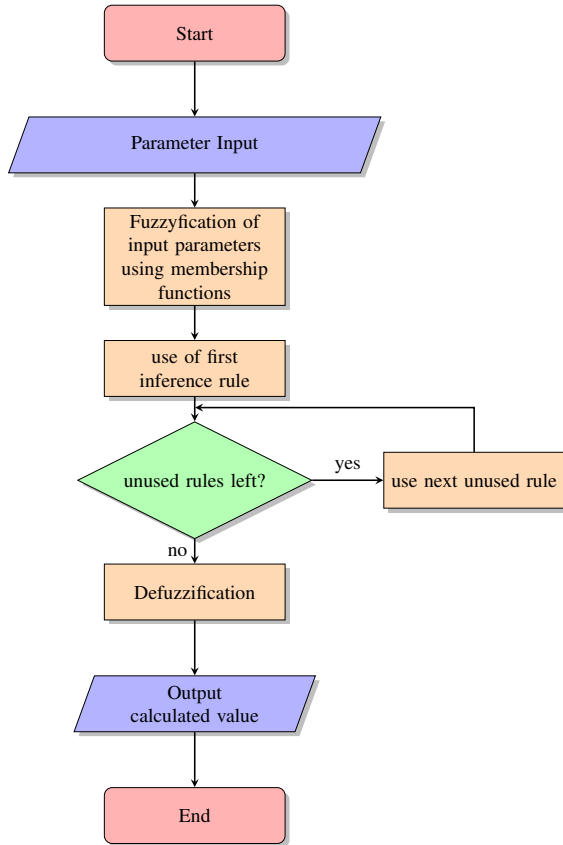 Start
Parameter Input
Fuzzyfication of
input parameters
using membership
functions
use of first
inference rule
unused rules left?
yes
use next unused rule
no
Defuzzification
Output
calculated value
End